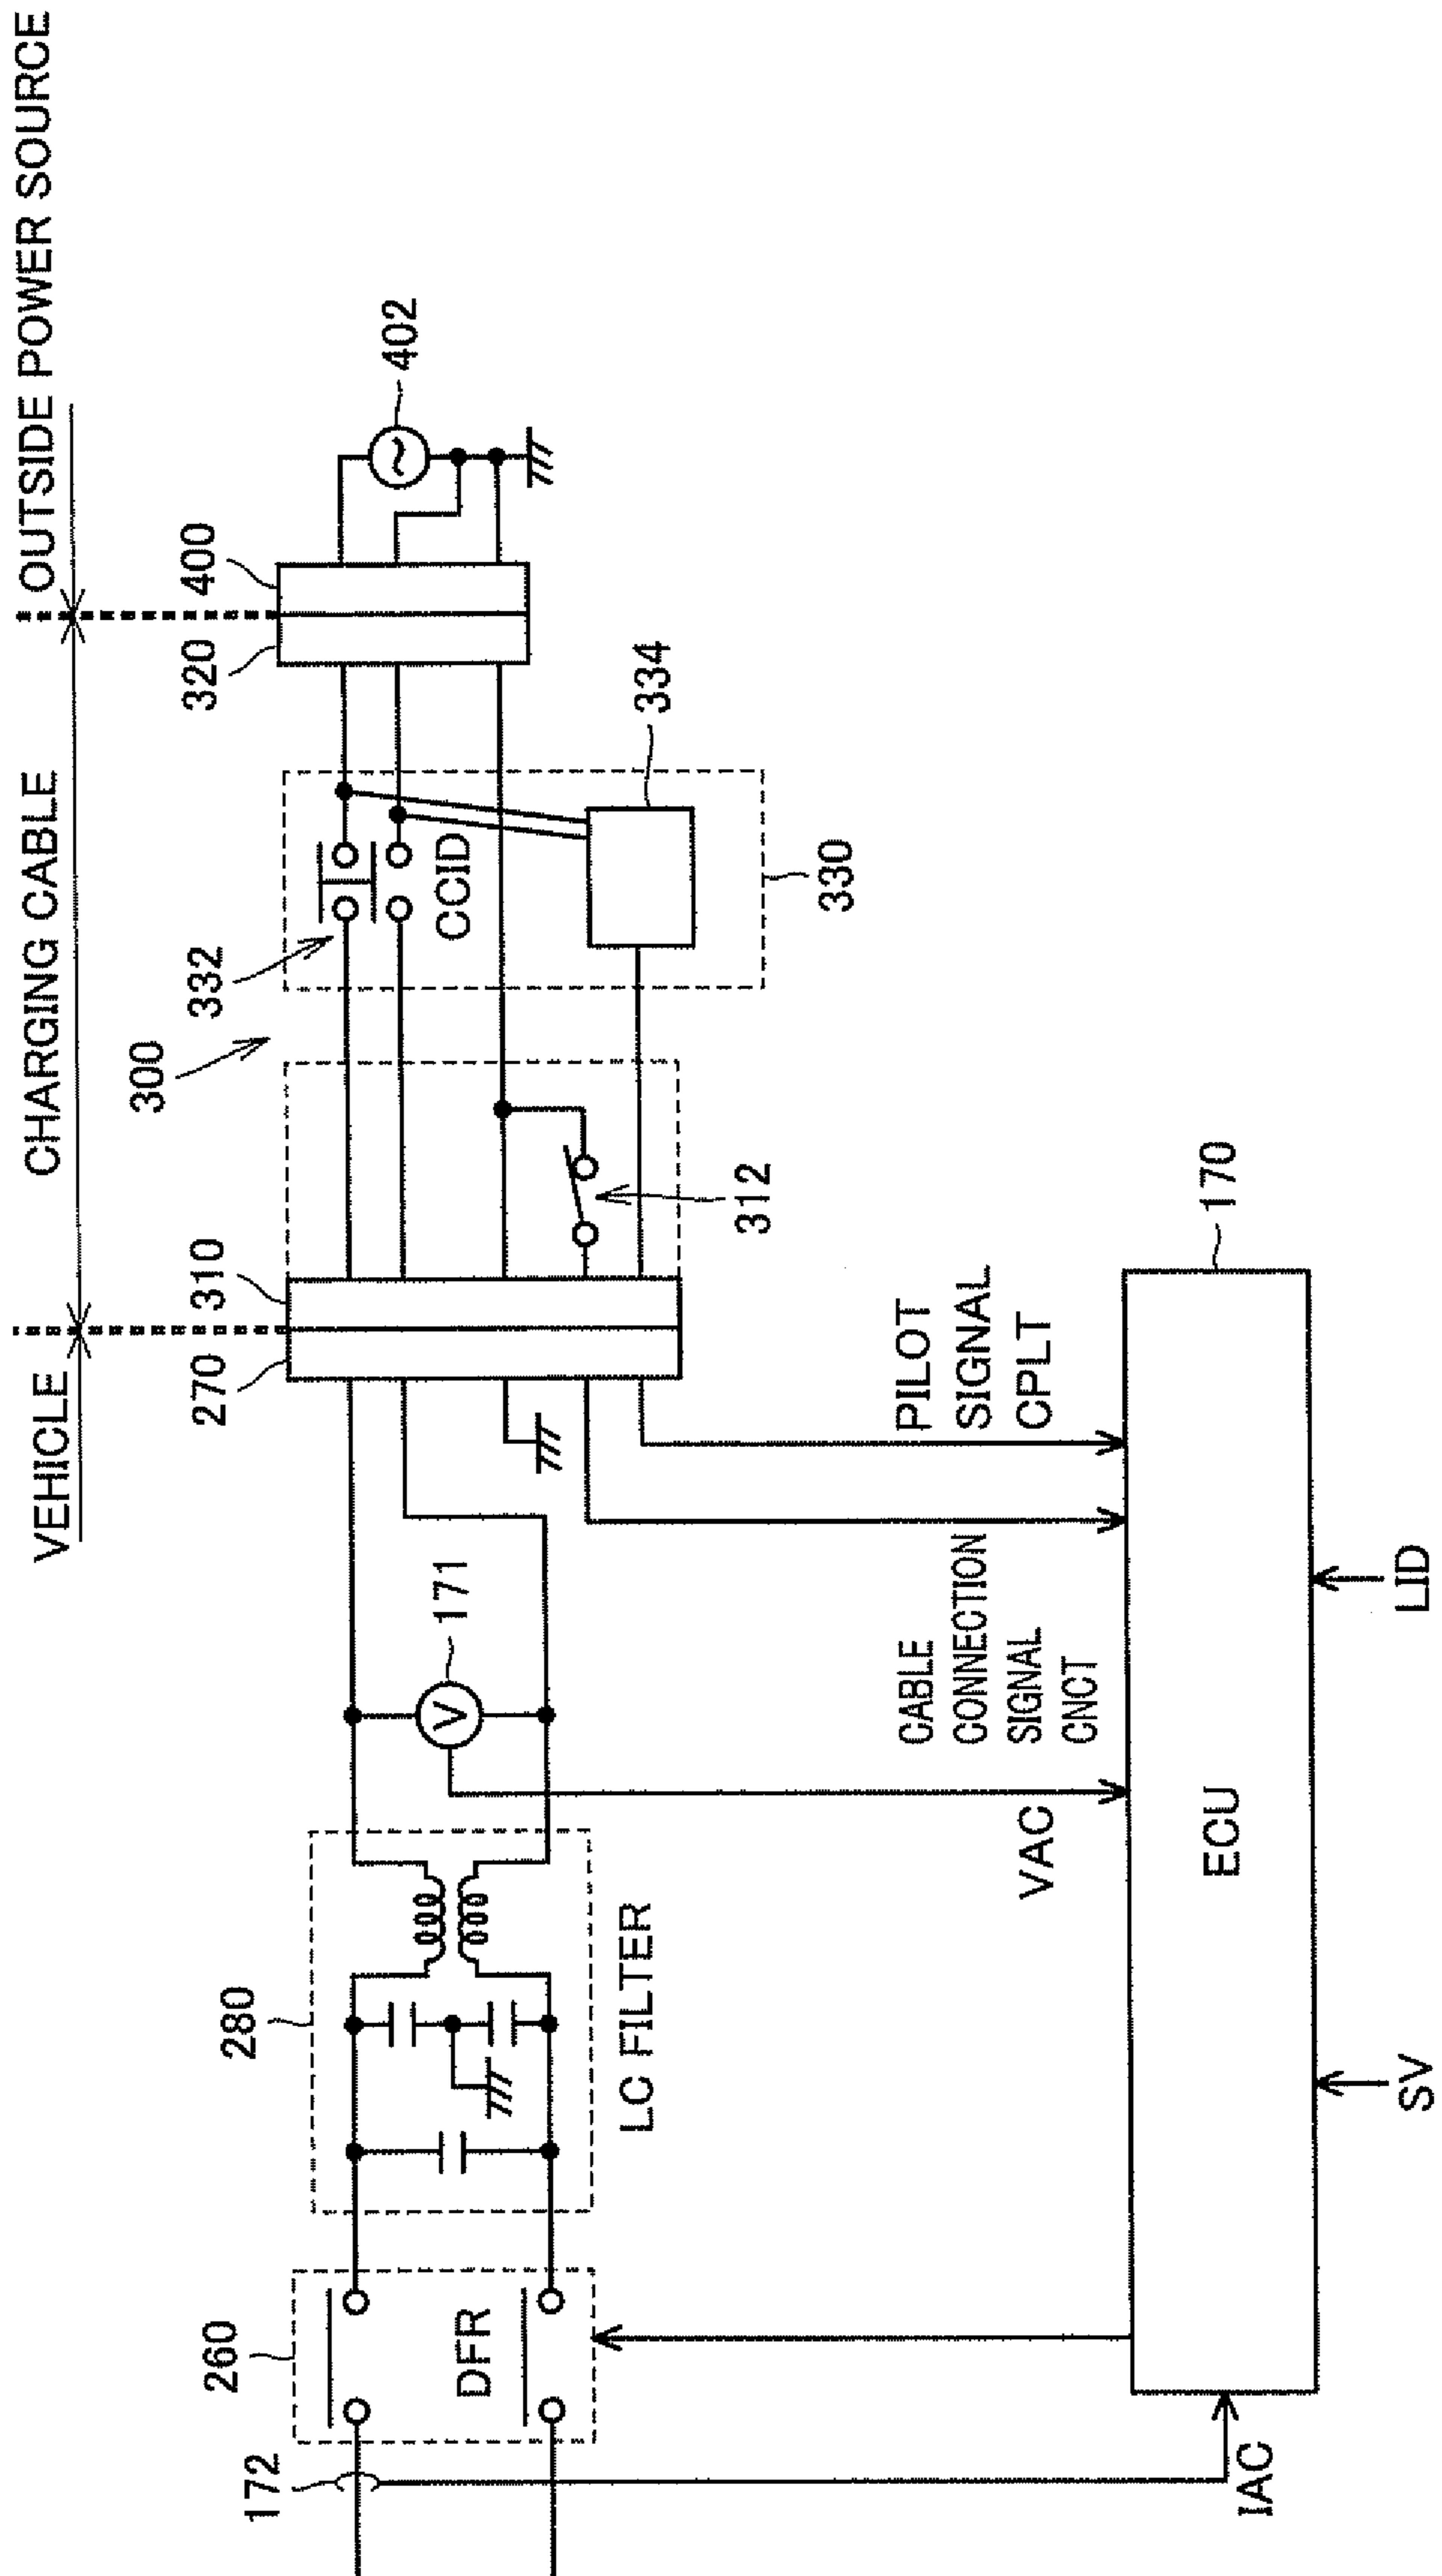 VEHICLE
CHARGING CABLE
OUTSIDE POWER SOURCE
300
172
260
280
270
310
332
320
400
402
171
DFR
CCID
LC FILTER
312
330
334
VAC
CABLE
CONNECTION
SIGNAL
CNCT
PILOT
SIGNAL
CPLT
170
ECU
IAC
SV
LID